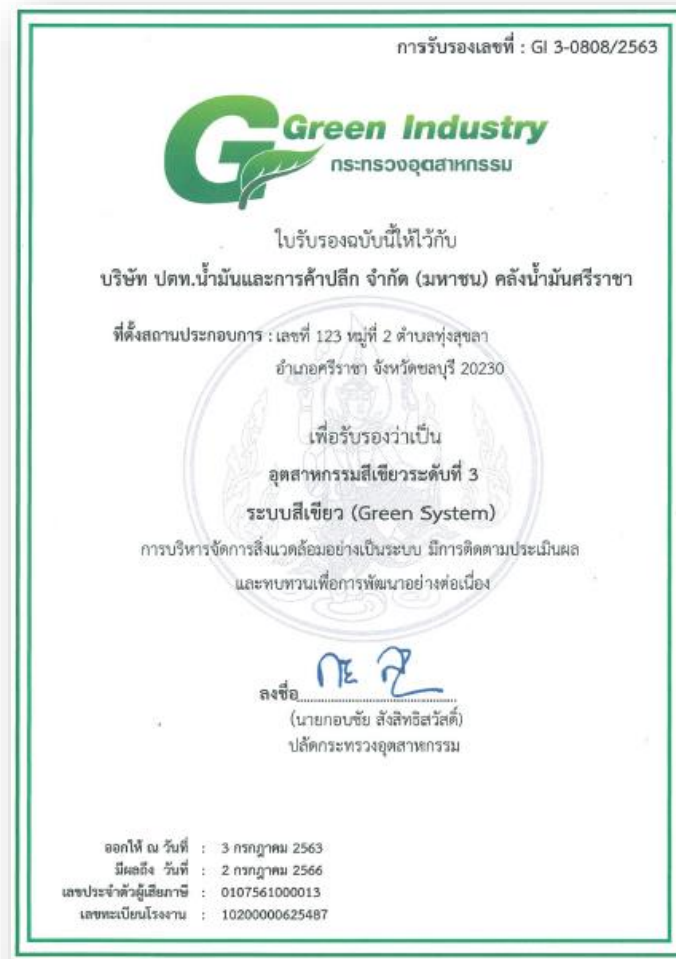 การรับรองเลขที่ : GI 3-0808/2563
Green Industry
กระทรวงอุตสาหกรรม
ใบรับรองฉบับนี้ให้ไว้กับ
บริษัท ปตท.น้ำมันและการค้าปลีก จำกัด (มหาชน) คลังน้ำมันศรีราชา
ที่ตั้งสถานประกอบการ : เลขที่ 123 หมู่ที่ 2 ตำบลทุ่งสุขลา
อำเภอศรีราชา จังหวัดชลบุรี 20230
เพื่อรับรองว่าเป็น
อุตสาหกรรมสีเขียวระดับที่ 3
ระบบสีเขียว (Green System)
การบริหารจัดการสิ่งแวดล้อมอย่างเป็นระบบ มีการติดตามประเมินผล
และทบทวนเพื่อการพัฒนาอย่างต่อเนื่อง
ลงชื่อ
(นายกอบชัย สังสิทธิสวัสดิ์)
ปลัดกระทรวงอุตสาหกรรม
ออกให้ ณ วันที่ : 3 กรกฎาคม 2563
มีผลถึง วันที่ : 2 กรกฎาคม 2566
เลขประจำตัวผู้เสียภาษี : 0107561000013
เลขทะเบียนโรงงาน : 10200000625487